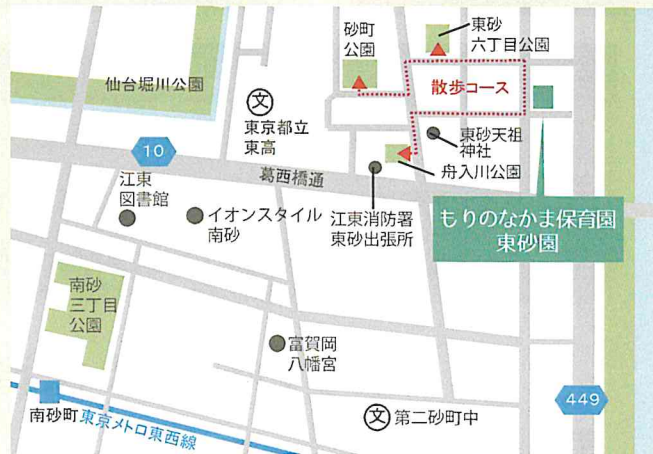 砂町
公園
東砂
六丁目公園
仙台堀川公園
散歩コース
文
東京都立
東高
東砂天祖
神社
舟入川公園
10
葛西橋通
江東
図書館
イオンスタイル
南砂
江東消防署
東砂出張所
もりのなかま保育園
東砂園
南砂
三丁目
公園
富賀岡
八幡宮
449
南砂町
東京メトロ東西線
文
第二砂町中